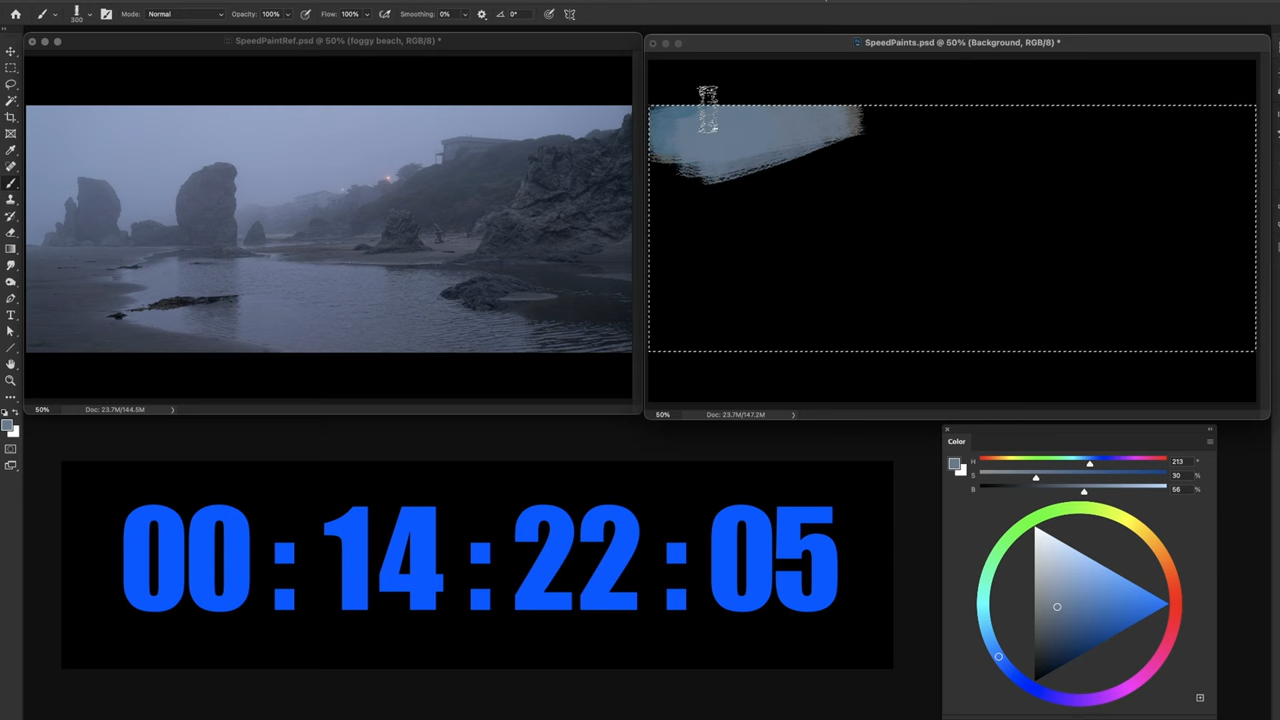 300 Mode: Normal Opacity: 100% Flow: 100% Smoothing: 0% 0°
SpeedPaintRef.psd @ 50% (foggy beach, RGB/8) *
SpeedPaints.psd @ 50% (Background, RGB/8) *
50% Doc: 23.7M/144.5M
50% Doc: 23.7M/147.2M
Color
H 213 °
S 30 %
B 56 %
00:14:22:05